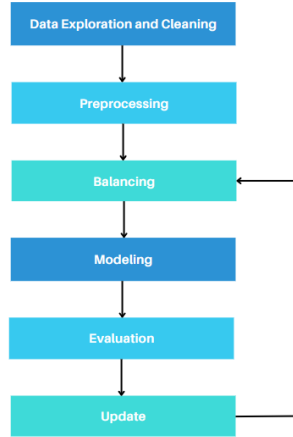 Data Exploration and Cleaning
Preprocessing
Balancing
Modeling
Evaluation
Update